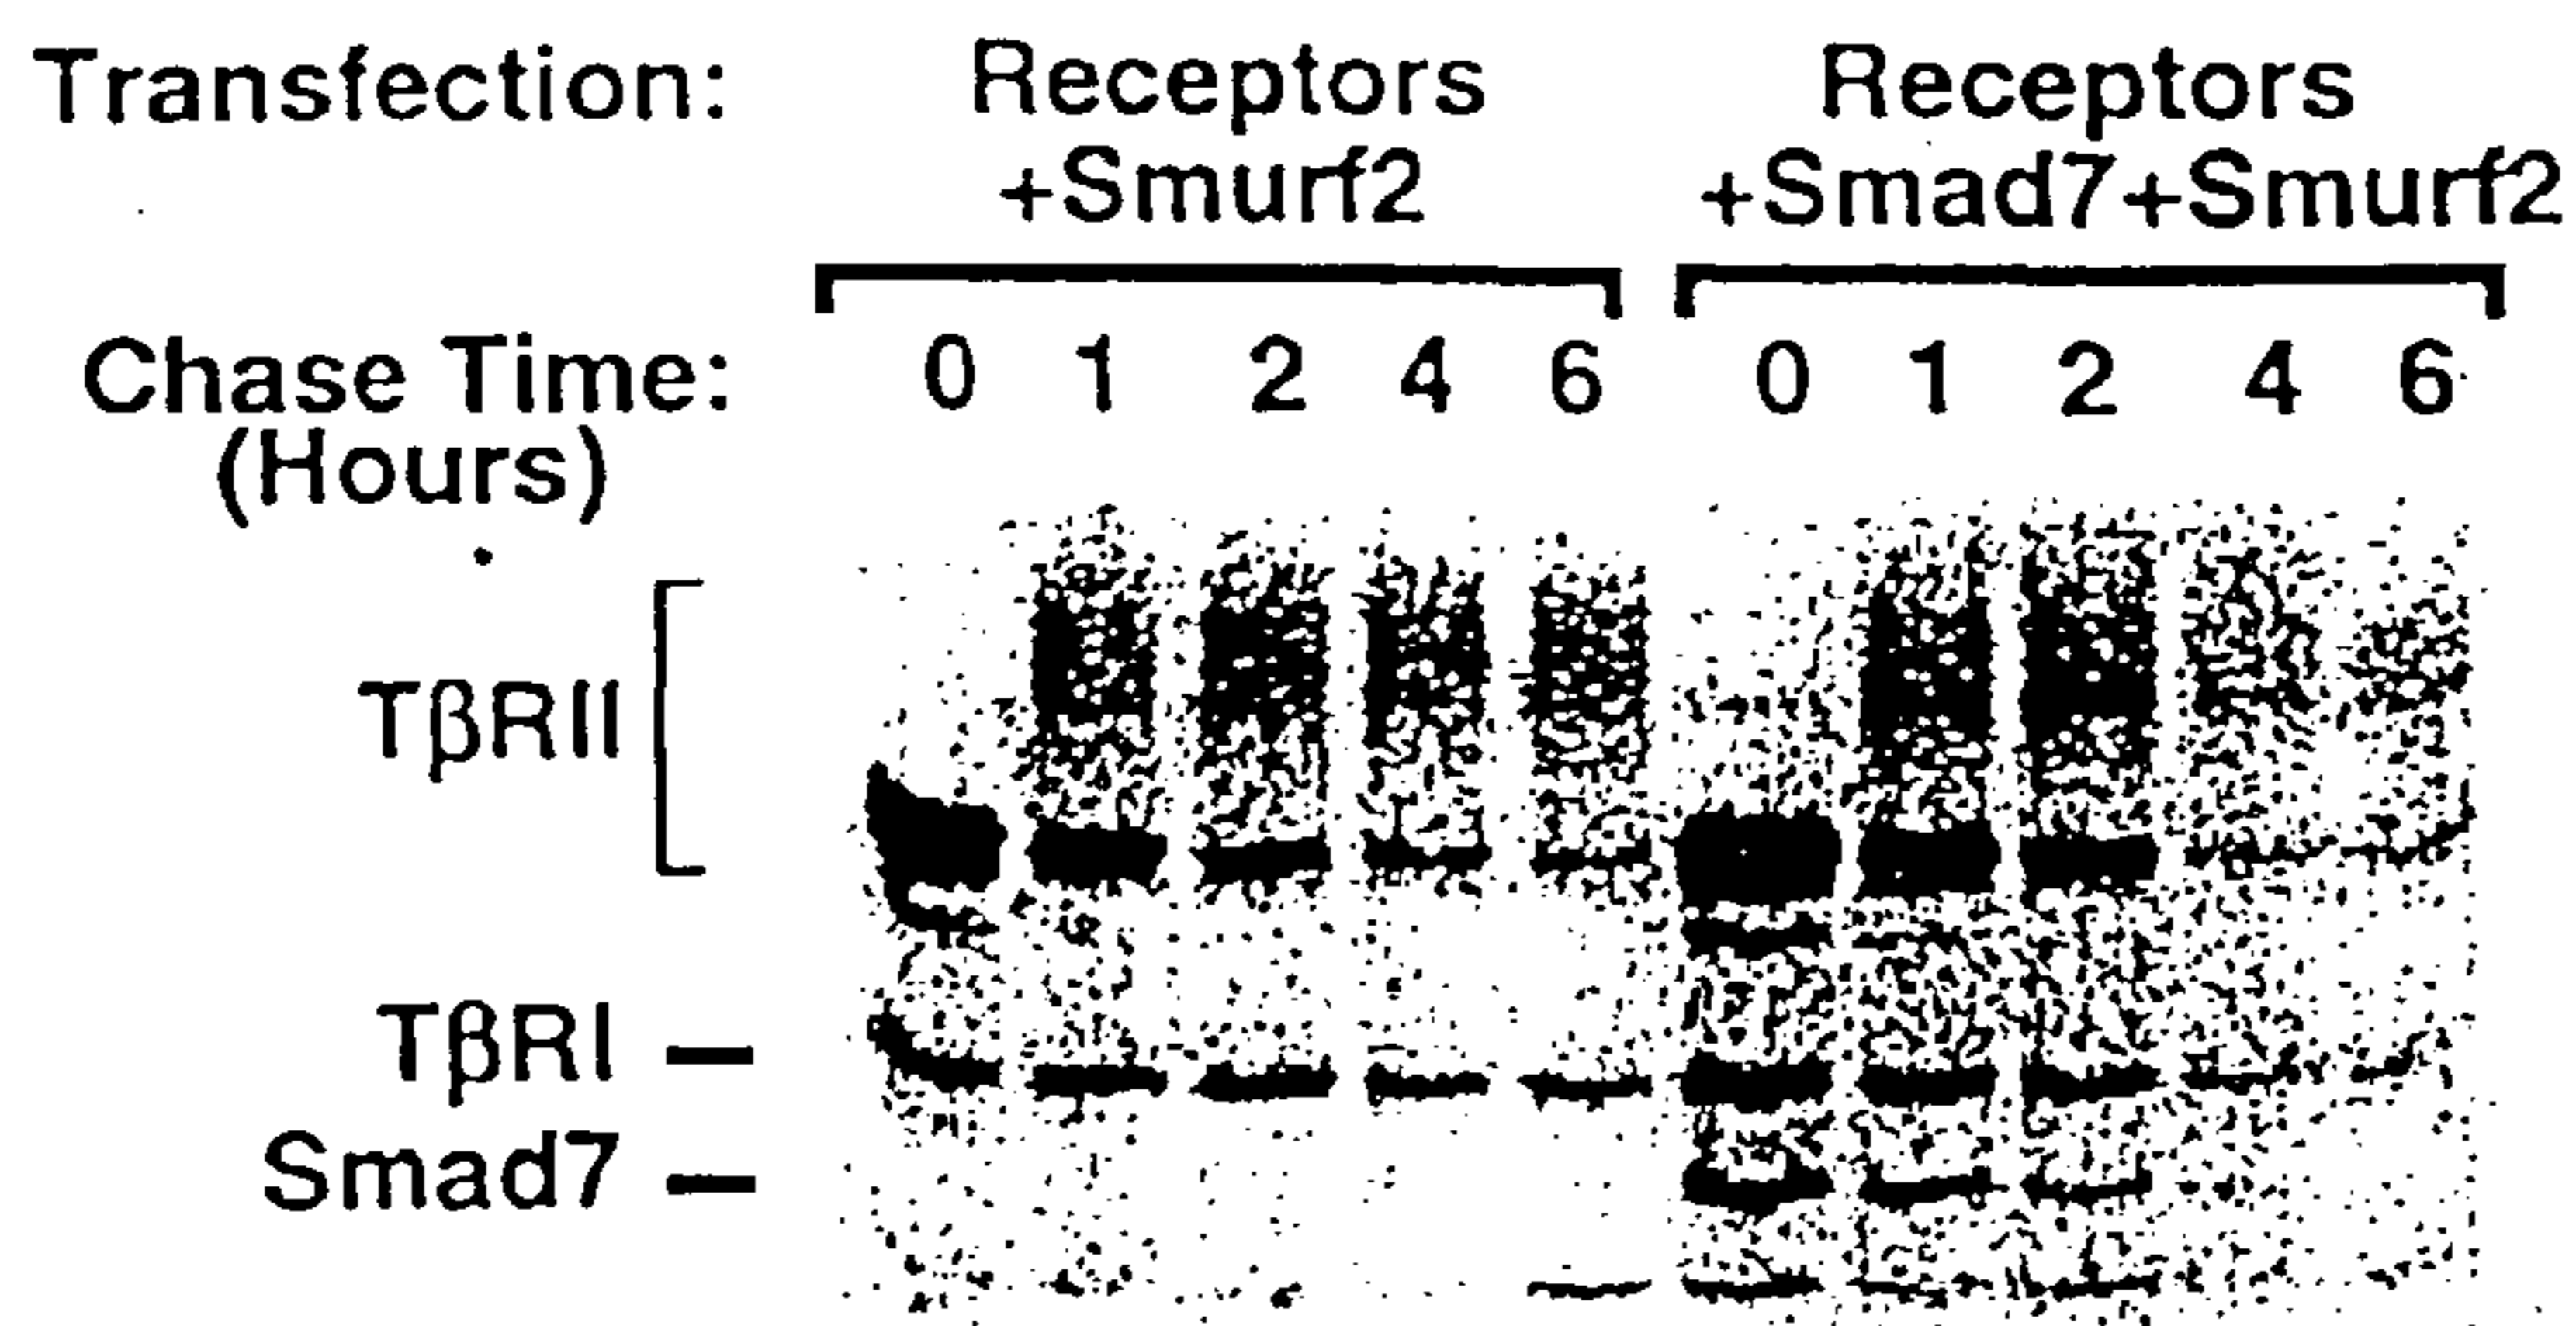 Transfection: Receptors +Smurf2 Receptors +Smad7+Smurf2
Chase Time: (Hours) 0 1 2 4 6 0 1 2 4 6
TβRII
TβRI
Smad7